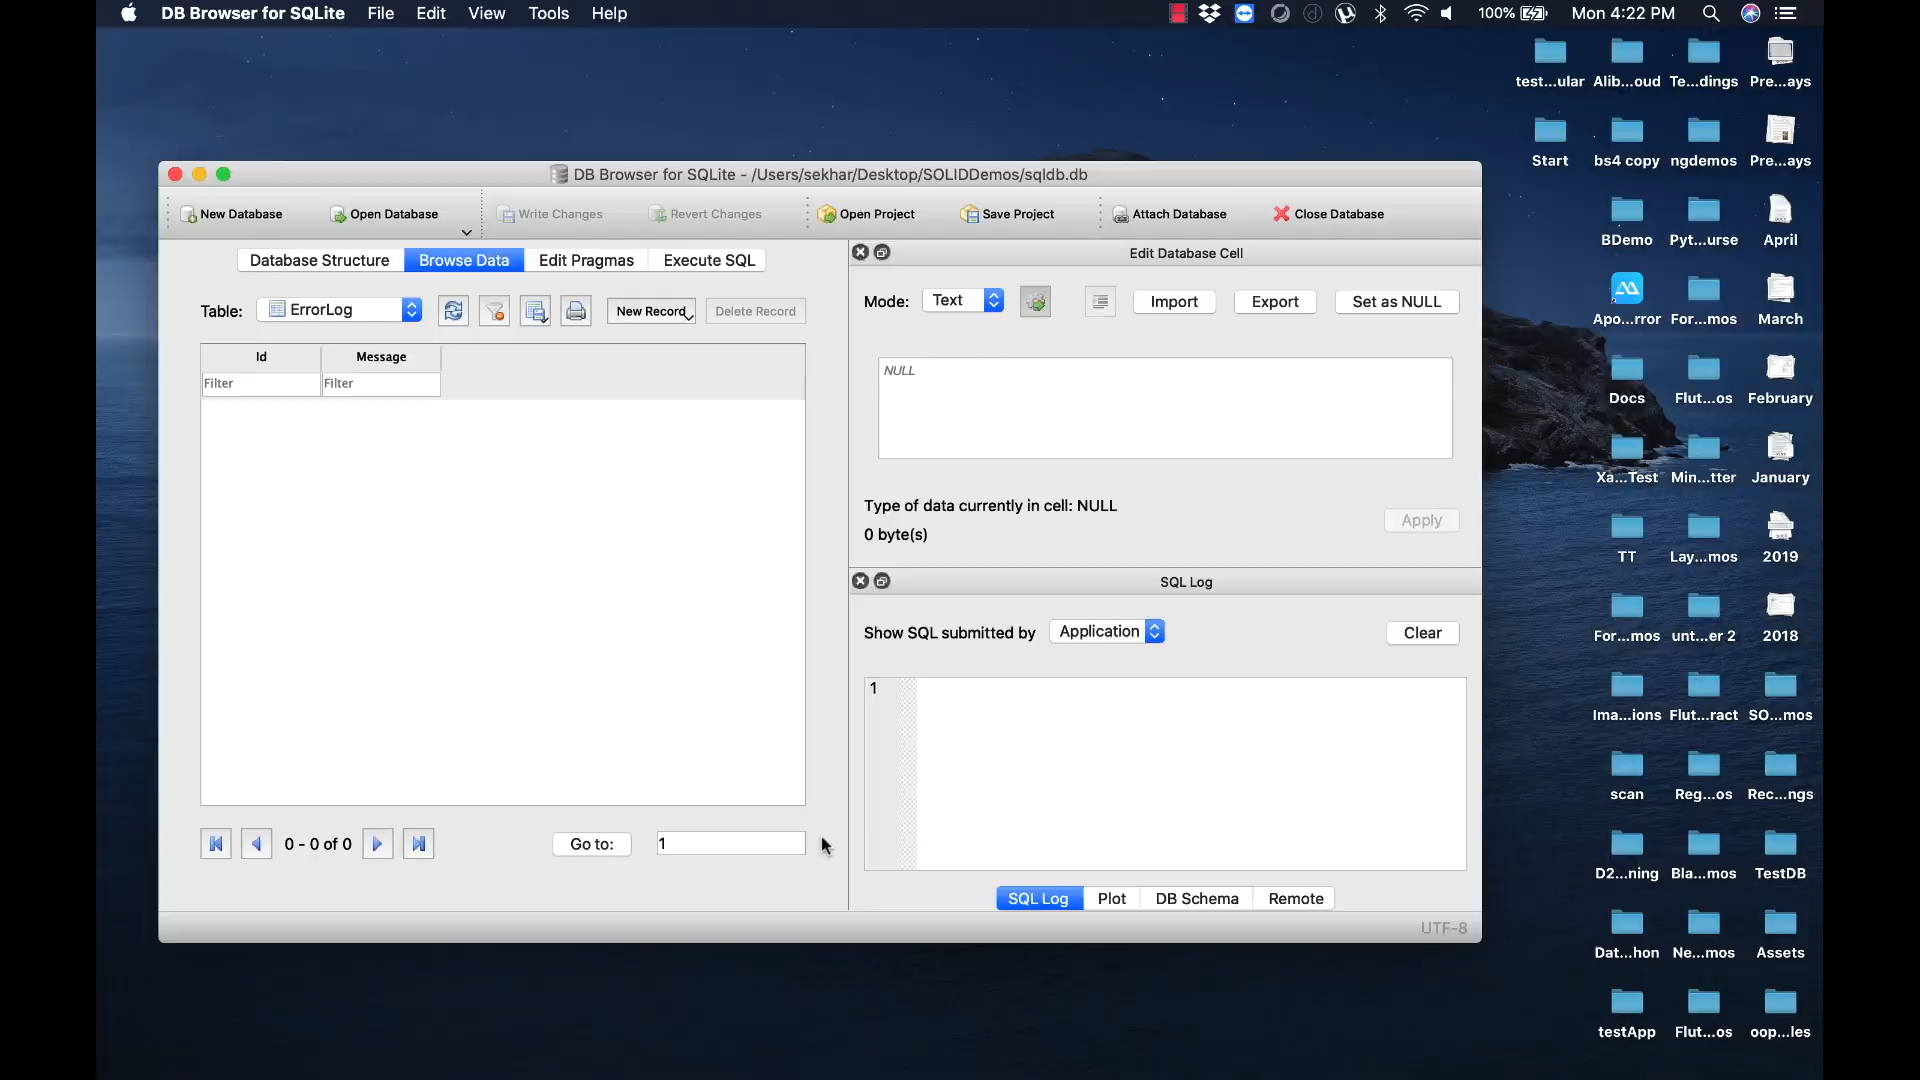 DB Browser for SQLite File Edit View Tools Help
100% Mon 4:22 PM
test...ular Alib...oud Te...dings Pre...ays
Start bs4 copy ngdemos Pre...ays
BDemo Pyt...urse April
Apo...rror For...mos March
Docs Flut...os February
Xa...Test Min...tter January
TT Lay...mos 2019
For...mos unt...er 2 2018
Ima...ions Flut...ract SO...mos
scan Reg...os Rec...ngs
D2...ning Bla...mos TestDB
Dat...hon Ne...mos Assets
testApp Flut...os oop...les
DB Browser for SQLite - /Users/sekhar/Desktop/SOLIDDemos/sqldb.db
New Database Open Database Write Changes Revert Changes Open Project Save Project Attach Database Close Database
Database Structure Browse Data Edit Pragmas Execute SQL
Table: ErrorLog New Record Delete Record
Id Message
Filter Filter
0 - 0 of 0 Go to: 1
Edit Database Cell
Mode: Text Import Export Set as NULL
NULL
Type of data currently in cell: NULL
0 byte(s)
Apply
SQL Log
Show SQL submitted by Application Clear
1
SQL Log Plot DB Schema Remote
UTF-8